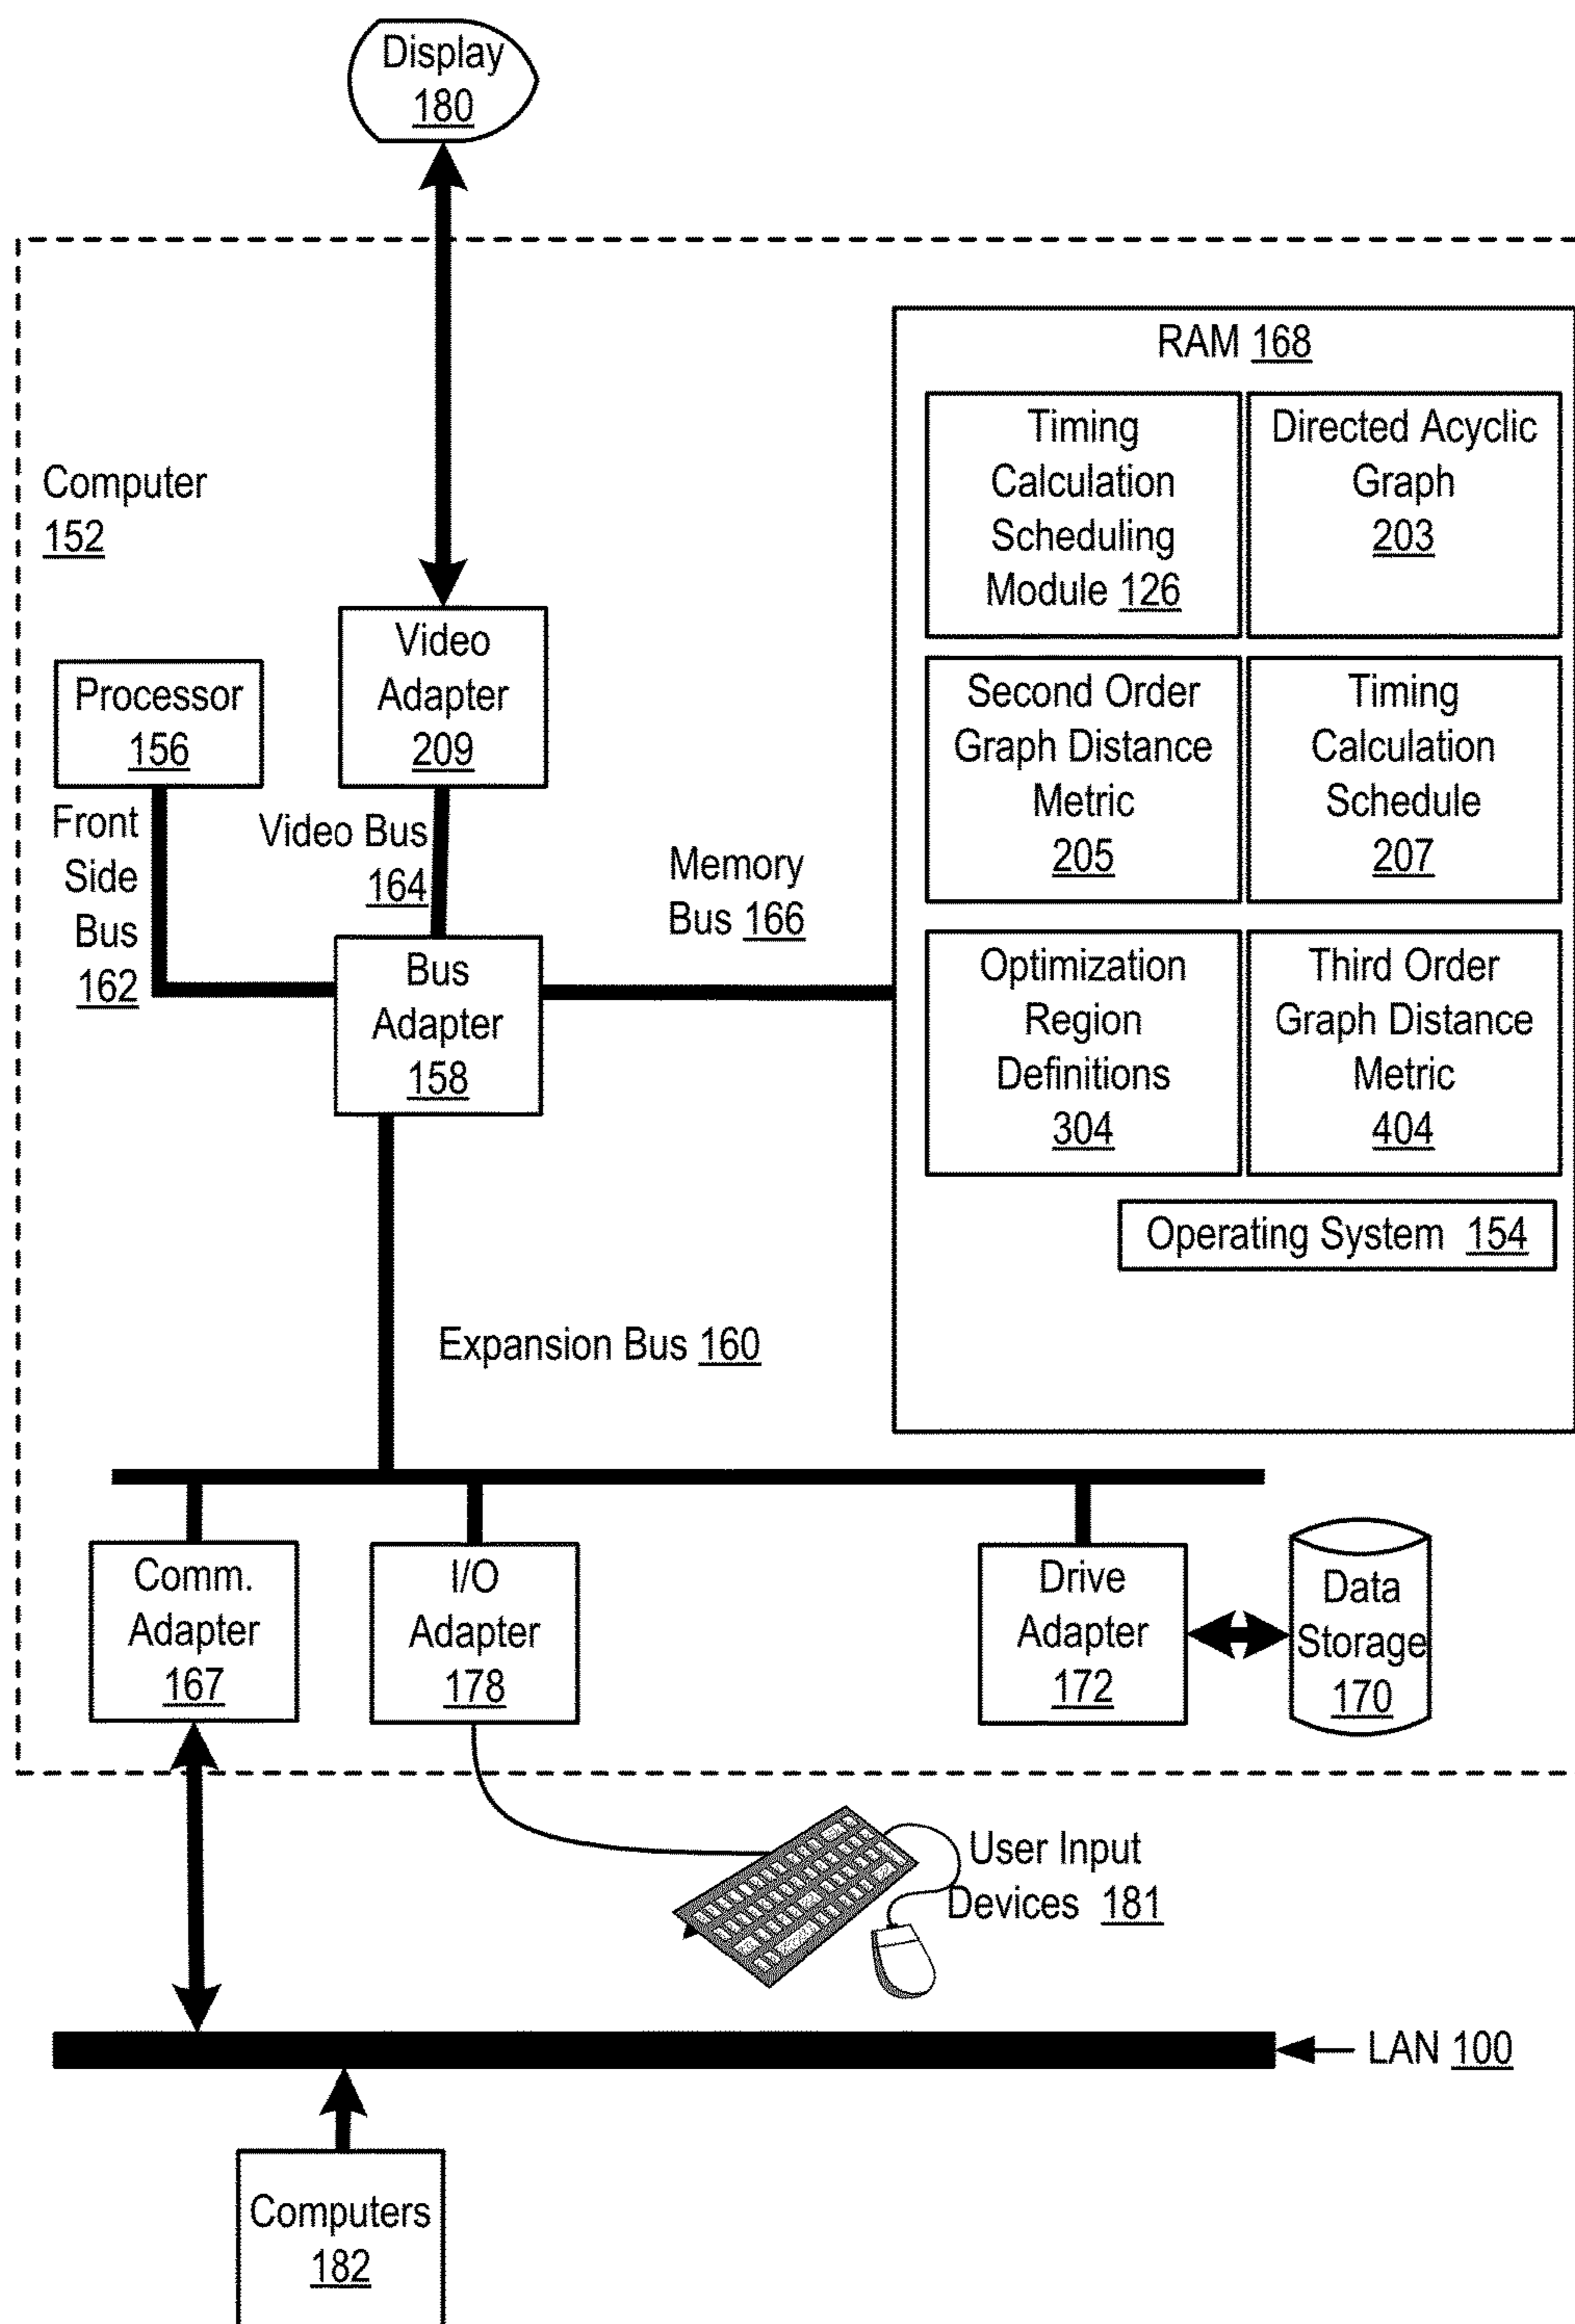 Display
180
Computer
152
RAM 168
Timing
Calculation
Scheduling
Module 126
Directed Acyclic
Graph
203
Second Order
Graph Distance
Metric
205
Timing
Calculation
Schedule
207
Optimization
Region
Definitions
304
Third Order
Graph Distance
Metric
404
Operating System 154
Processor
156
Video
Adapter
209
Front
Side
Bus
162
Video Bus
164
Memory
Bus 166
Bus
Adapter
158
Expansion Bus 160
Comm.
Adapter
167
I/O
Adapter
178
Drive
Adapter
172
Data
Storage
170
User Input
Devices 181
LAN 100
Computers
182